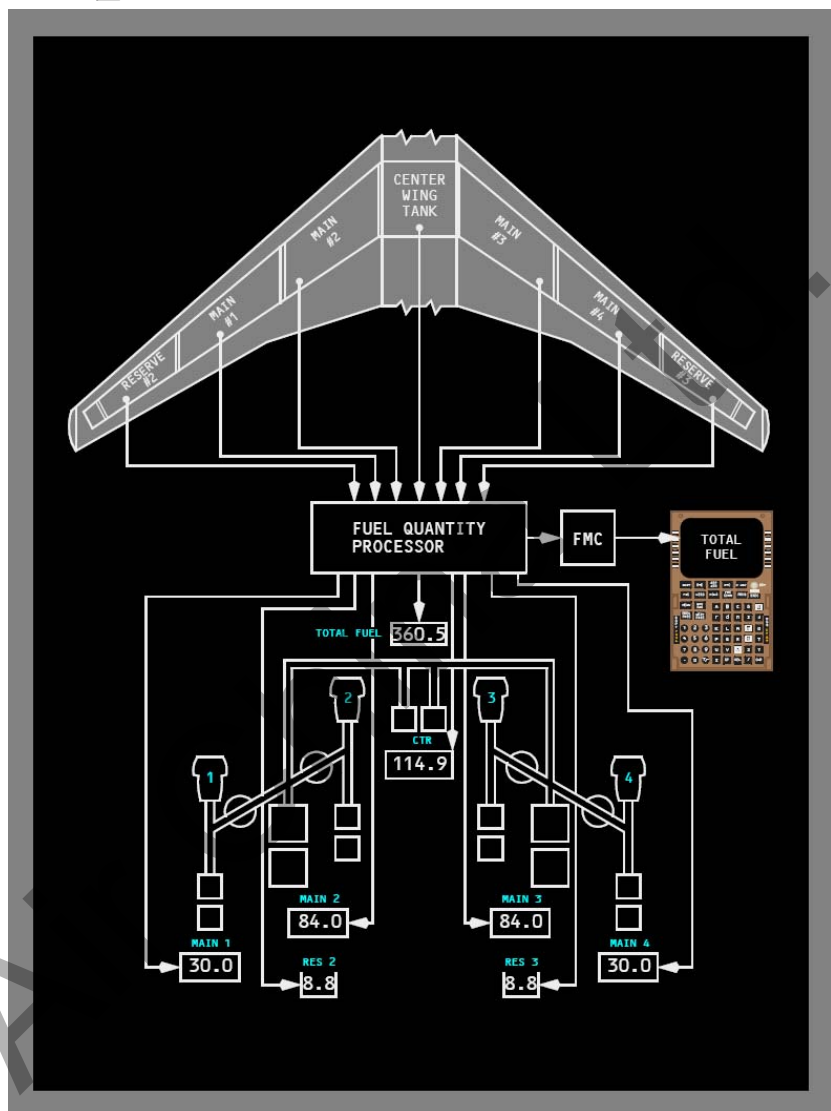 CENTER
WING
TANK
MAIN
#2
MAIN
#3
MAIN
#1
MAIN
#4
RESERVE
#2
RESERVE
#3
FUEL QUANTITY
PROCESSOR
FMC
TOTAL
FUEL
TOTAL FUEL 360.5
2
3
CTR
114.9
1
4
MAIN 2
84.0
MAIN 3
84.0
MAIN 1
30.0
MAIN 4
30.0
RES 2
8.8
RES 3
8.8